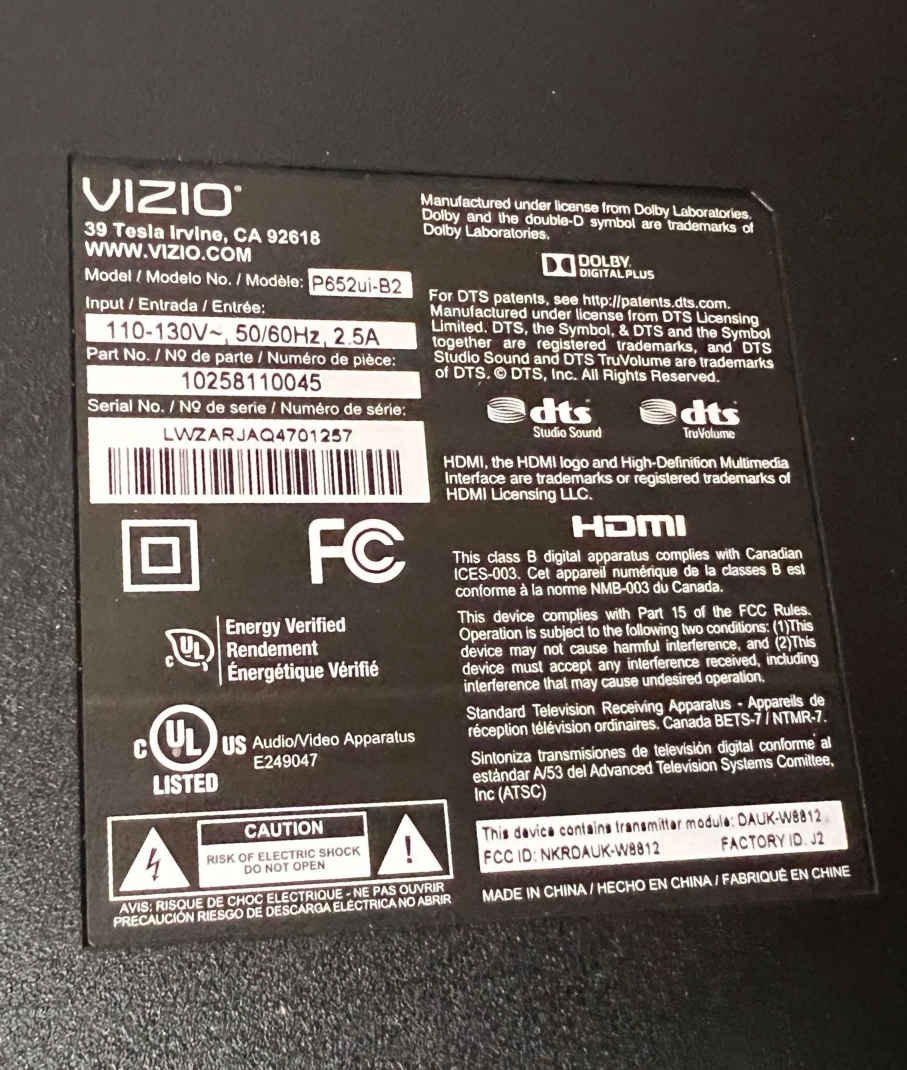 VIZIO
39 Tesla Irvine, CA 92618
WWW.VIZIO.COM
Model / Modelo No. / Modèle: P652ui-B2
Input / Entrada / Entrée:
110-130V~, 50/60Hz, 2.5A
Part No. / Nº de parte / Numéro de pièce:
10258110045
Serial No. / Nº de serie / Numéro de série:
LWZARJAQ4701257
FC
UL
C
Energy Verified
Rendement
Énergétique Vérifié
C UL US
LISTED
Audio/Video Apparatus
E249047
CAUTION
RISK OF ELECTRIC SHOCK
DO NOT OPEN
!
AVIS: RISQUE DE CHOC ELECTRIQUE - NE PAS OUVRIR
PRECAUCIÓN RIESGO DE DESCARGA ELÉCTRICA NO ABRIR
Manufactured under license from Dolby Laboratories.
Dolby and the double-D symbol are trademarks of
Dolby Laboratories.
DOLBY
DIGITAL PLUS
For DTS patents, see http://patents.dts.com.
Manufactured under license from DTS Licensing
Limited. DTS, the Symbol, & DTS and the Symbol
together are registered trademarks, and DTS
Studio Sound and DTS TruVolume are trademarks
of DTS. © DTS, Inc. All Rights Reserved.
dts dts
Studio Sound TruVolume
HDMI, the HDMI logo and High-Definition Multimedia
Interface are trademarks or registered trademarks of
HDMI Licensing LLC.
HDMI
This class B digital apparatus complies with Canadian
ICES-003. Cet appareil numérique de la classes B est
conforme à la norme NMB-003 du Canada.
This device complies with Part 15 of the FCC Rules.
Operation is subject to the following two conditions: (1)This
device may not cause harmful interference, and (2)This
device must accept any interference received, including
interference that may cause undesired operation.
Standard Television Receiving Apparatus - Appareils de
réception télévision ordinaires. Canada BETS-7 / NTMR-7.
Sintoniza transmisiones de televisión digital conforme al
estándar A/53 del Advanced Television Systems Comittee,
Inc (ATSC)
This device contains transmitter module: DAUK-W8812
FCC ID: NKRDAUK-W8812 FACTORY ID. J2
MADE IN CHINA / HECHO EN CHINA / FABRIQUÉ EN CHINE